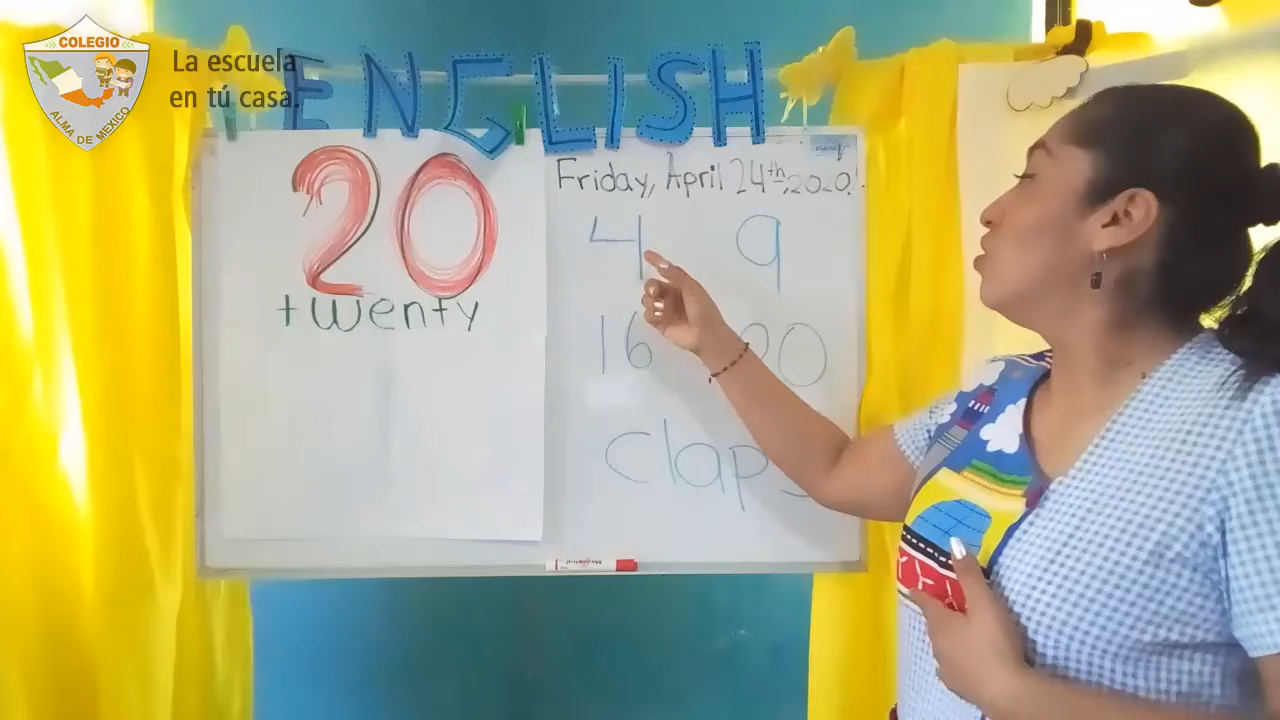 COLEGIO
ALMA DE MEXICO
La escuela
en tú casa.
ENGLISH
20
twenty
Friday, April 24th, 2020!.
4 9
16 20
claps